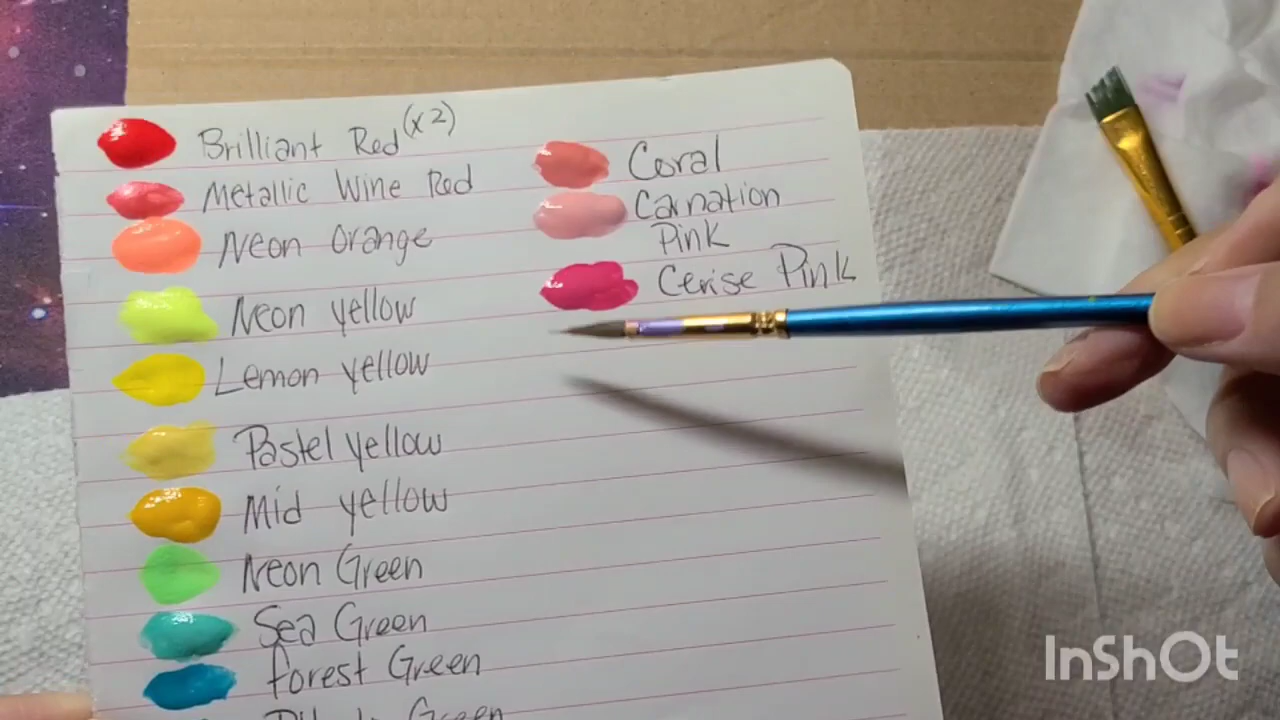 Brilliant Red (x2)
Metallic Wine Red
Neon Orange
Neon yellow
Lemon yellow
Pastel yellow
Mid yellow
Neon Green
Sea Green
Forest Green
Green
Coral
Carnation
Pink
Cerise Pink
InShOt